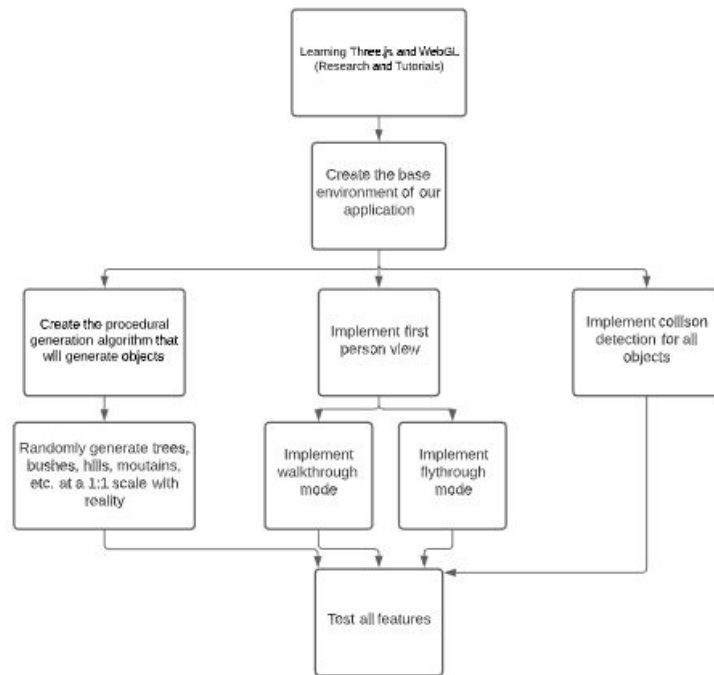 Learning Three.js and WebGL
(Research and Tutorials)
Create the base
environment of our
application
Create the procedural
generation algorithm that
will generate objects
Implement first
person view
Implement collison
detection for all
objects
Randomly generate trees,
bushes, hills, moutains,
etc. at a 1:1 scale with
reality
Implement
walkthrough
mode
Implement
flythrough
mode
Test all features